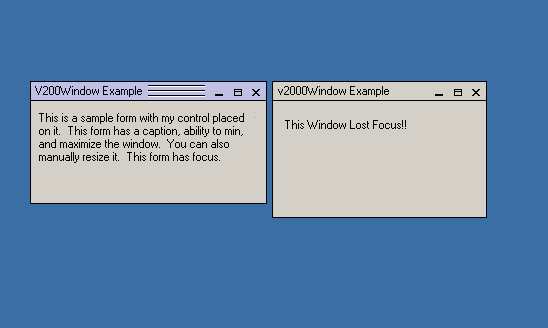 V200Window Example
This is a sample form with my control placed
on it.  This form has a caption, ability to min,
and maximize the window.  You can also
manually resize it.  This form has focus.
v2000Window Example
This Window Lost Focus!!